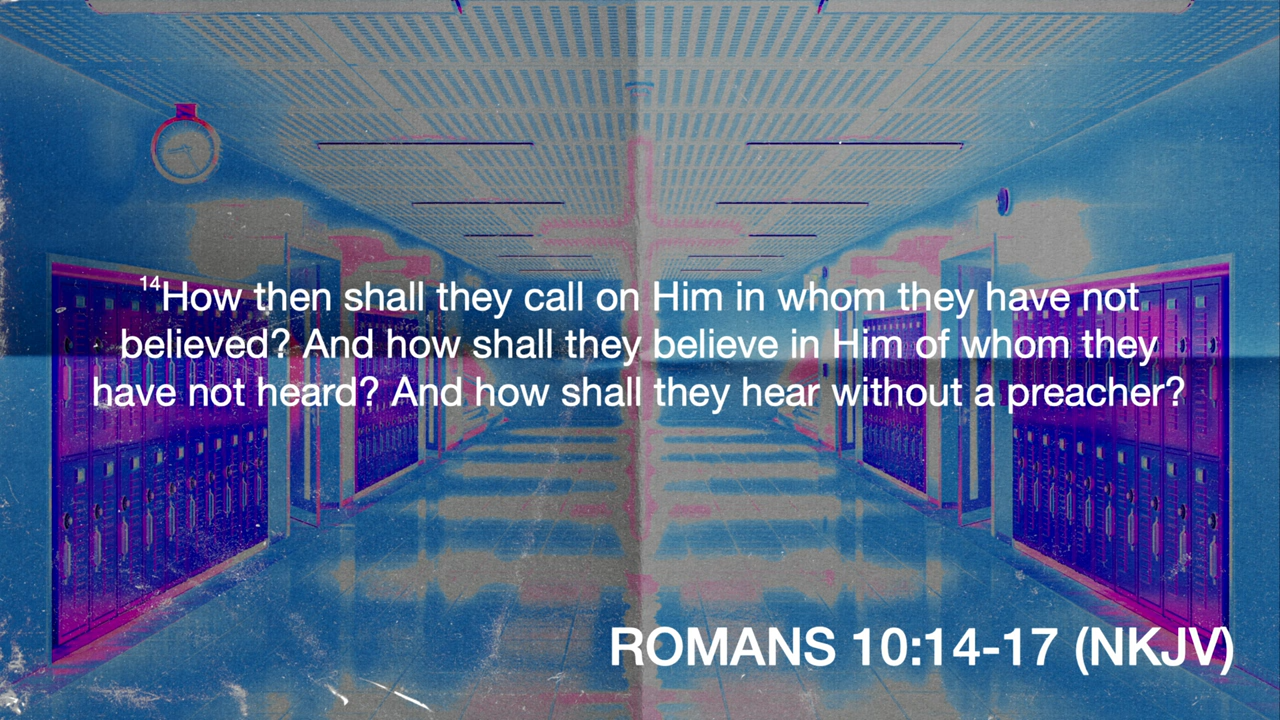 14How then shall they call on Him in whom they have not
believed? And how shall they believe in Him of whom they
have not heard? And how shall they hear without a preacher?
ROMANS 10:14-17 (NKJV)